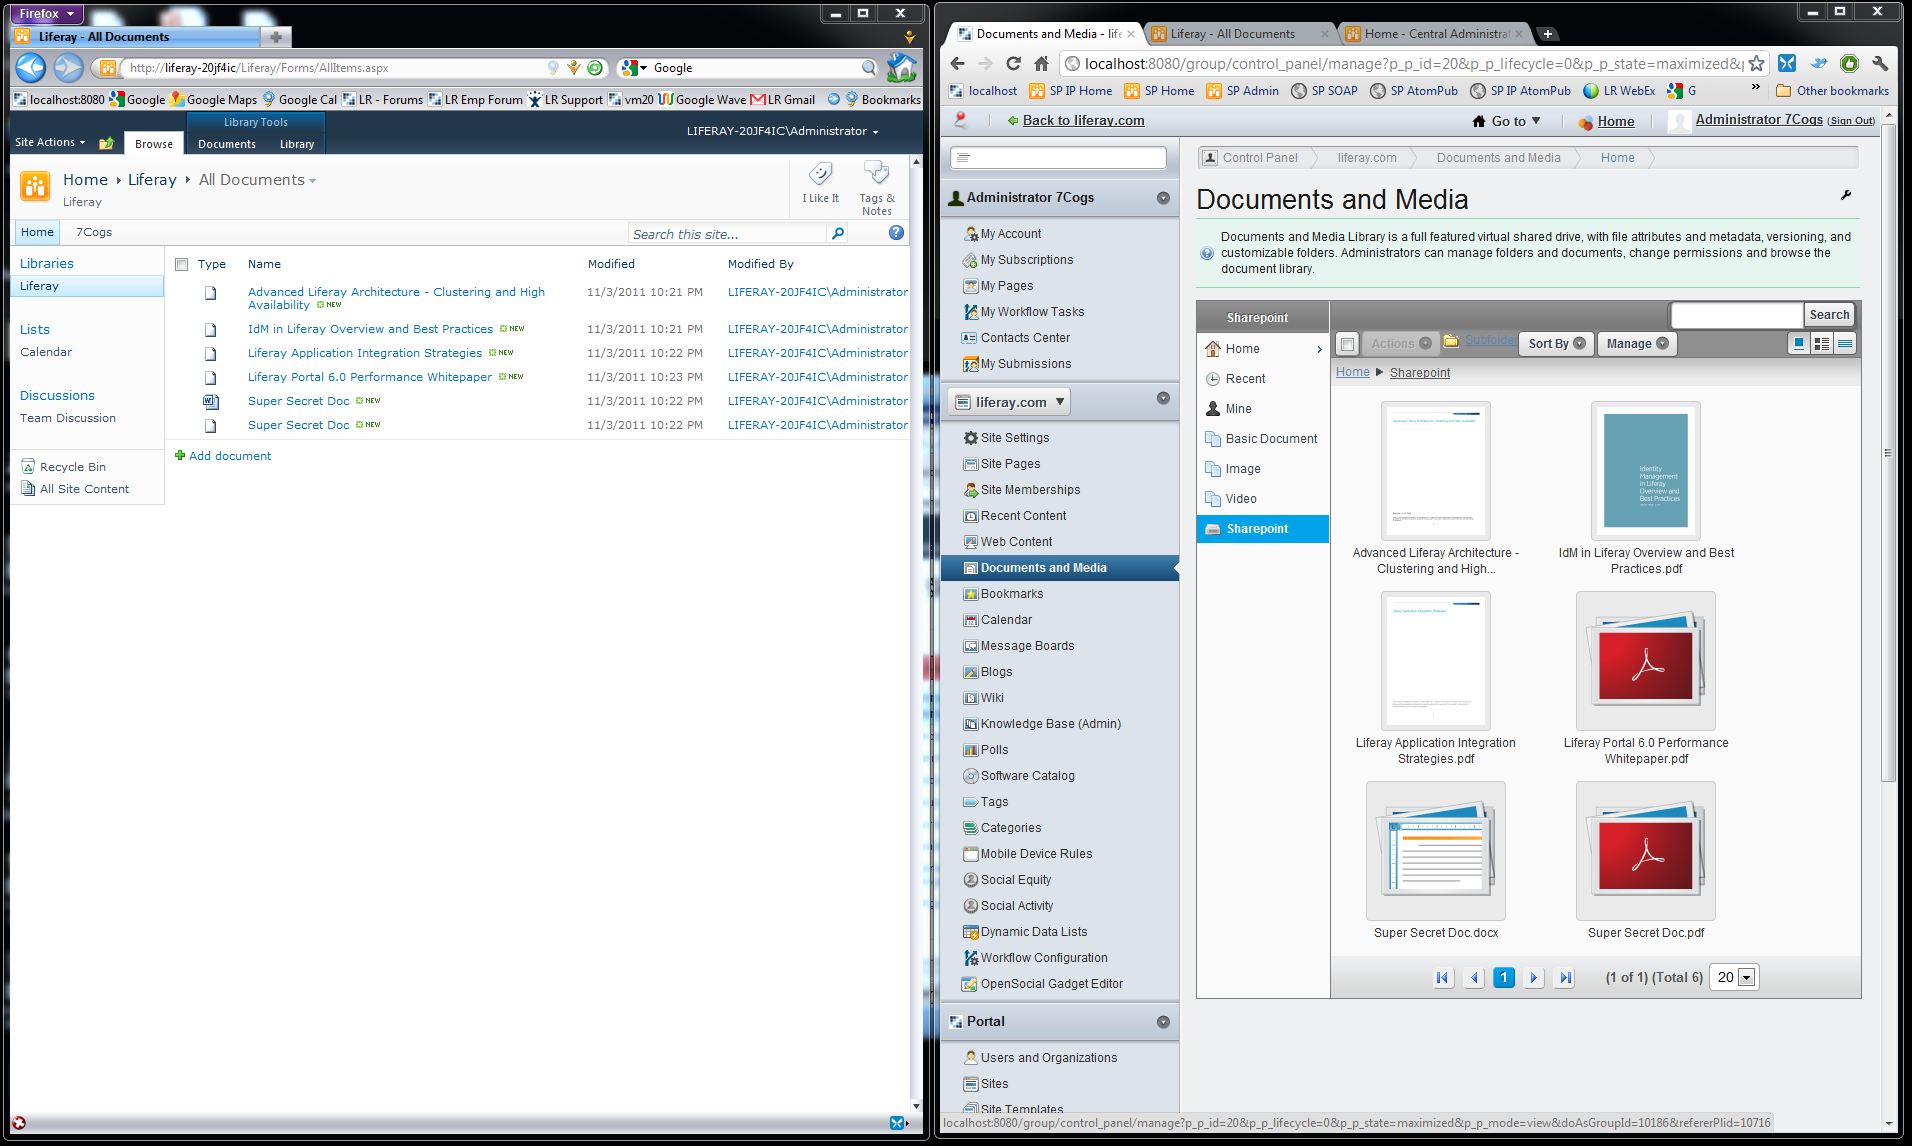 Firefox
Liferay - All Documents
http://liferay-20jf4ic/Liferay/Forms/AllItems.aspx
Google
localhost:8080 Google Google Maps Google Cal LR - Forums LR Emp Forum LR Support vm20 Google Wave LR Gmail Bookmarks
Library Tools
LIFERAY-20JF4IC\Administrator
Site Actions Browse Documents Library
Home Liferay All Documents
Liferay
I Like It
Tags & Notes
Home 7Cogs
Search this site...
Libraries
Liferay
Lists
Calendar
Discussions
Team Discussion
Recycle Bin
All Site Content
Type Name Modified Modified By
Advanced Liferay Architecture - Clustering and High 11/3/2011 10:21 PM LIFERAY-20JF4IC\Administrator
Availability NEW
IdM in Liferay Overview and Best Practices NEW 11/3/2011 10:21 PM LIFERAY-20JF4IC\Administrator
Liferay Application Integration Strategies NEW 11/3/2011 10:22 PM LIFERAY-20JF4IC\Administrator
Liferay Portal 6.0 Performance Whitepaper NEW 11/3/2011 10:23 PM LIFERAY-20JF4IC\Administrator
Super Secret Doc NEW 11/3/2011 10:22 PM LIFERAY-20JF4IC\Administrator
Super Secret Doc NEW 11/3/2011 10:22 PM LIFERAY-20JF4IC\Administrator
Add document
Documents and Media - life Liferay - All Documents Home - Central Administrat
localhost:8080/group/control_panel/manage?p_p_id=20&p_p_lifecycle=0&p_p_state=maximized&p
localhost SP IP Home SP Home SP Admin SP SOAP SP AtomPub SP IP AtomPub LR WebEx G » Other bookmarks
Back to liferay.com
Go to Home Administrator 7Cogs (Sign Out)
Administrator 7Cogs
My Account
My Subscriptions
My Pages
My Workflow Tasks
Contacts Center
My Submissions
liferay.com
Site Settings
Site Pages
Site Memberships
Recent Content
Web Content
Documents and Media
Bookmarks
Calendar
Message Boards
Blogs
Wiki
Knowledge Base (Admin)
Polls
Software Catalog
Tags
Categories
Mobile Device Rules
Social Equity
Social Activity
Dynamic Data Lists
Workflow Configuration
OpenSocial Gadget Editor
Portal
Users and Organizations
Sites
Site Templates
Control Panel liferay.com Documents and Media Home
Documents and Media
Documents and Media Library is a full featured virtual shared drive, with file attributes and metadata, versioning, and
customizable folders. Administrators can manage folders and documents, change permissions and browse the
document library.
Sharepoint
Home
Recent
Mine
Basic Document
Image
Video
Sharepoint
Search
Actions Subfolder Sort By Manage
Home Sharepoint
Identity
Management
in Liferay
Overview and
Best Practices
Advanced Liferay Architecture -
Clustering and High...
IdM in Liferay Overview and Best
Practices.pdf
Liferay Application Integration
Strategies.pdf
Liferay Portal 6.0 Performance
Whitepaper.pdf
Super Secret Doc.docx
Super Secret Doc.pdf
1 (1 of 1) (Total 6) 20
localhost:8080/group/control_panel/manage?p_p_id=20&p_p_lifecycle=0&p_p_state=maximized&p_p_mode=view&doAsGroupId=10186&refererPlid=10716